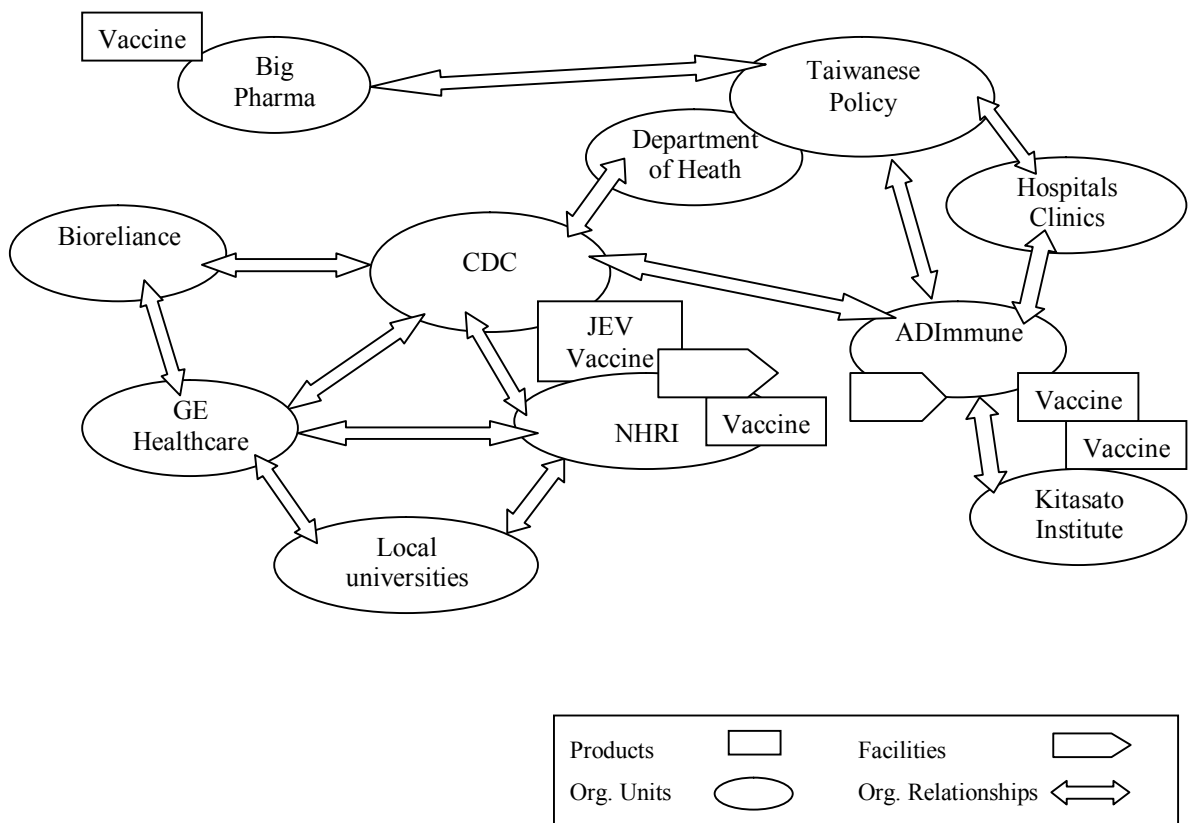 Vaccine
Big
Pharma
Taiwanese
Policy
Department
of Heath
Hospitals
Clinics
Bioreliance
CDC
JEV
Vaccine
ADImmune
GE
Healthcare
NHRI
Vaccine
Vaccine
Vaccine
Kitasato
Institute
Local
universities
Products
Facilities
Org. Units
Org. Relationships